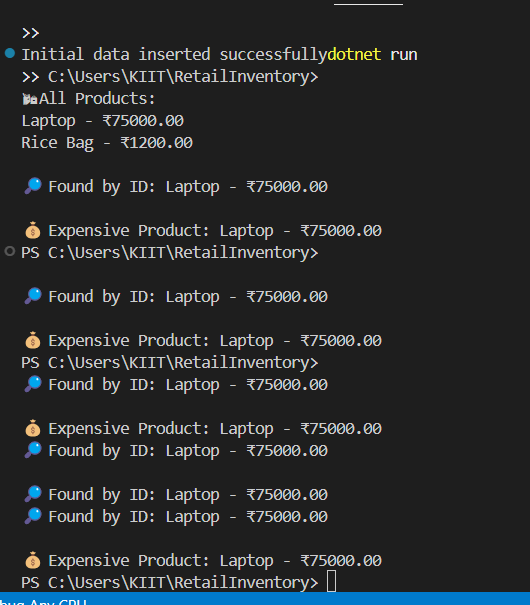 >>
Initial data inserted successfullydotnet run
>> C:\Users\KIIT\RetailInventory>
All Products:
Laptop - ₹75000.00
Rice Bag - ₹1200.00
🔎 Found by ID: Laptop - ₹75000.00
💰 Expensive Product: Laptop - ₹75000.00
PS C:\Users\KIIT\RetailInventory>
🔎 Found by ID: Laptop - ₹75000.00
💰 Expensive Product: Laptop - ₹75000.00
PS C:\Users\KIIT\RetailInventory>
🔎 Found by ID: Laptop - ₹75000.00
💰 Expensive Product: Laptop - ₹75000.00
🔎 Found by ID: Laptop - ₹75000.00
🔎 Found by ID: Laptop - ₹75000.00
🔎 Found by ID: Laptop - ₹75000.00
💰 Expensive Product: Laptop - ₹75000.00
PS C:\Users\KIIT\RetailInventory>
bug Any CPU